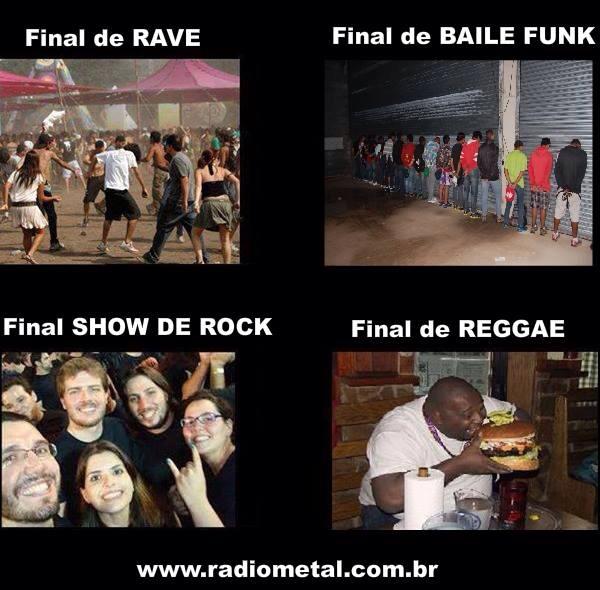 Final de RAVE
Final de BAILE FUNK
Final SHOW DE ROCK
Final de REGGAE
www.radiometal.com.br